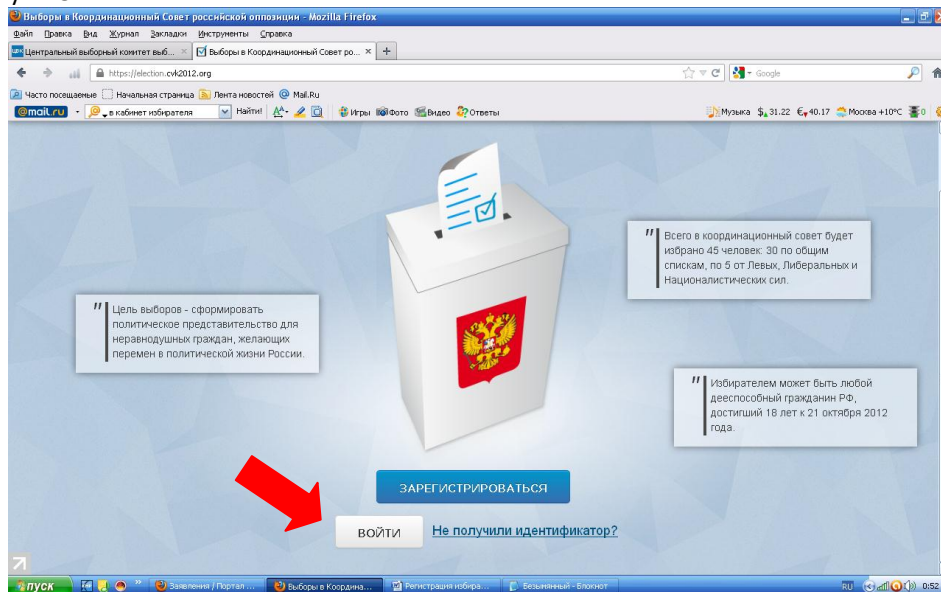 Выборы в Координационный Совет российской оппозиции - Mozilla Firefox
Файл Правка Вид Журнал Закладки Инструменты Справка
Центральный выборный комитет выб... × Выборы в Координационный Совет ро... × +
https://election.cvk2012.org Google
Часто посещаемые Начальная страница Лента новостей Mail.Ru
@mail.ru в кабинет избирателя Найти! Игры Фото Видео Ответы Музыка $ 31.22 € 40.17 Москва +10°C 0
" Всего в координационный совет будет
избрано 45 человек: 30 по общим
спискам, по 5 от Левых, Либеральных и
Националистических сил.
" Цель выборов - сформировать
политическое представительство для
неравнодушных граждан, желающих
перемен в политической жизни России.
" Избирателем может быть любой
дееспособный гражданин РФ,
достигший 18 лет к 21 октября 2012
года.
ЗАРЕГИСТРИРОВАТЬСЯ
ВОЙТИ Не получили идентификатор?
пуск Заявления / Портал ... Выборы в Координа... Регистрация избира... Безымянный - Блокнот RU 0:52